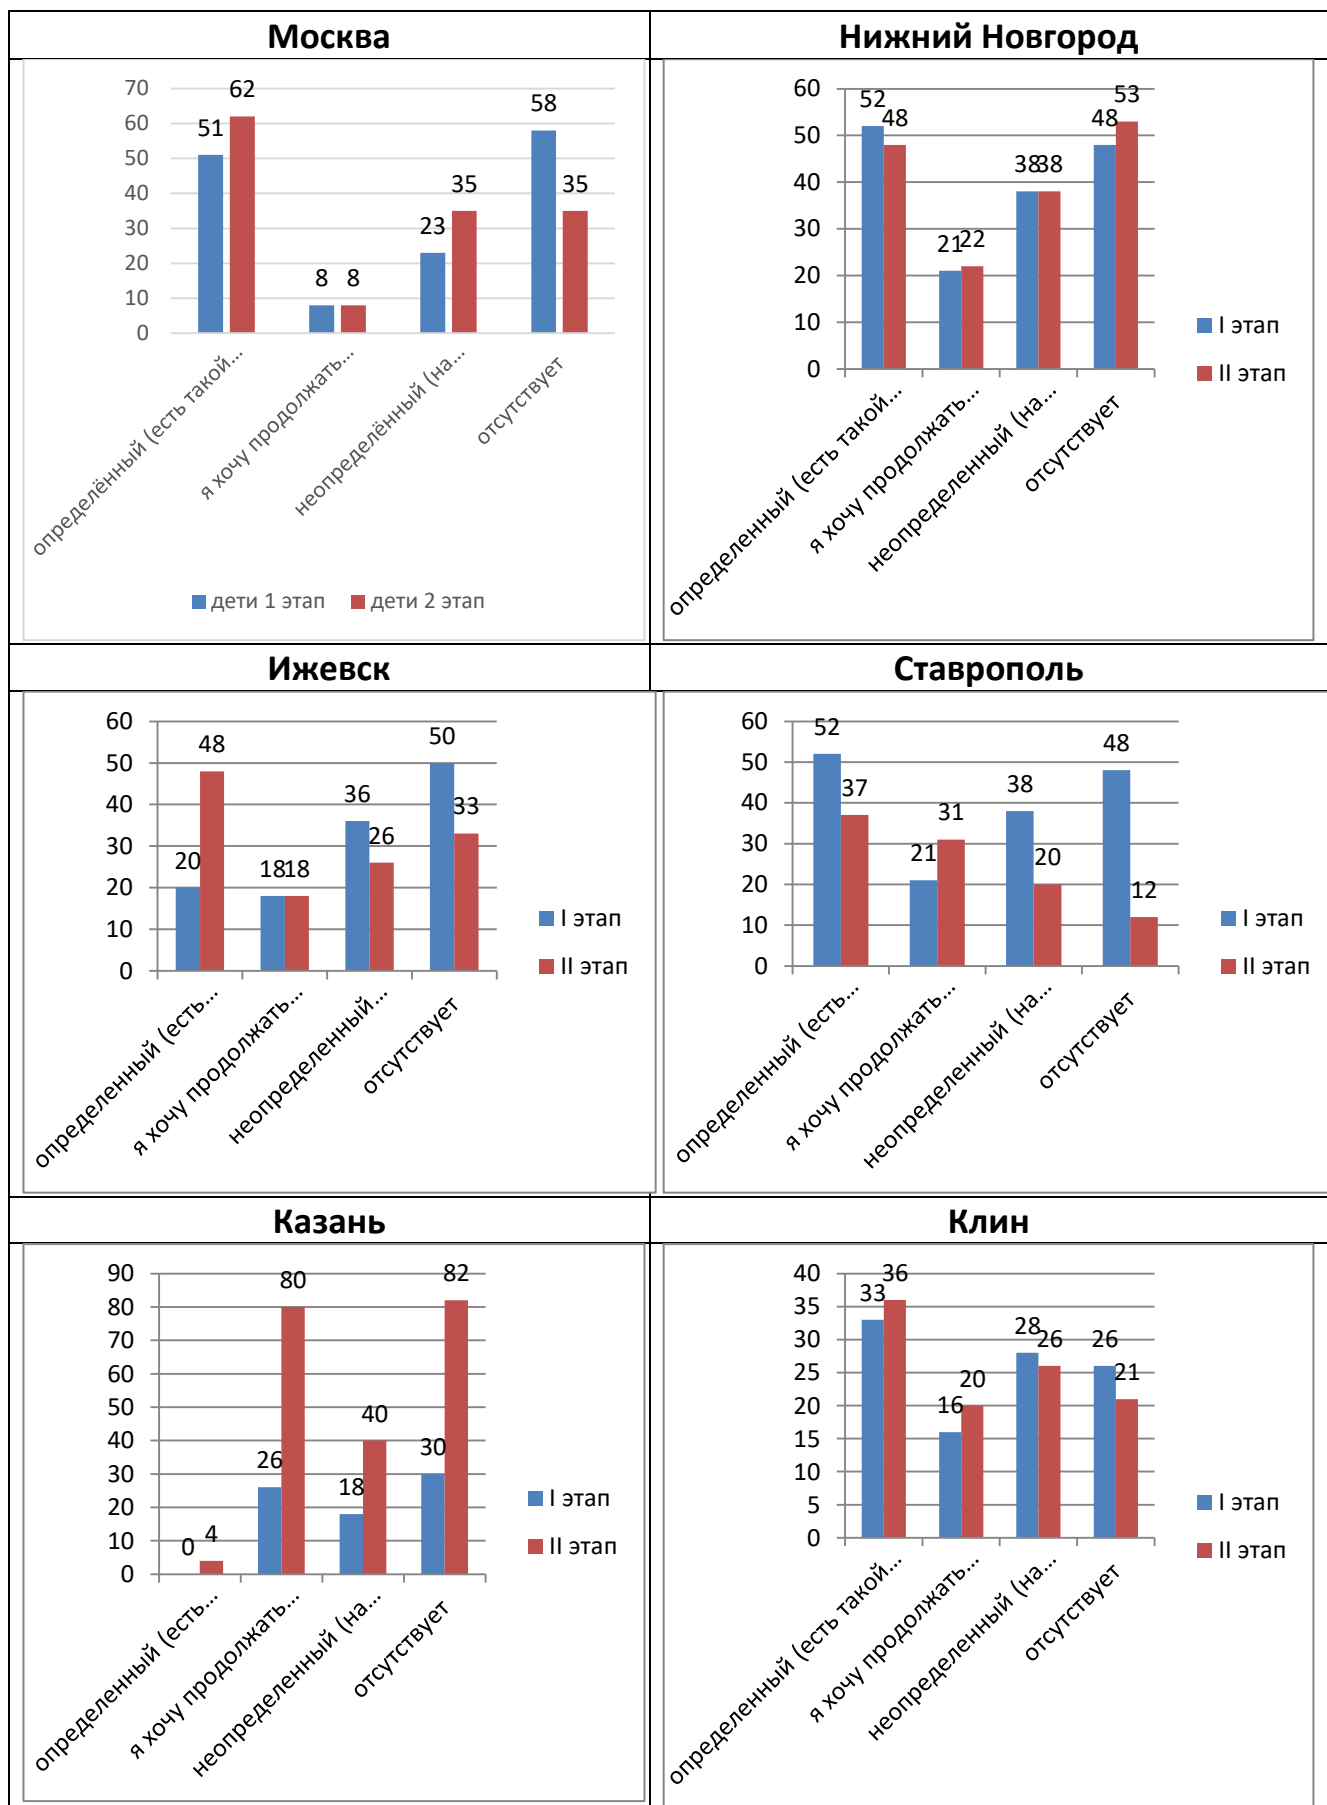 Москва
70
60
50
40
30
20
10
0
51
62
8
8
23
35
58
35
определённый (есть такой...
я хочу продолжать...
неопределённый (на...
отсутствует
дети 1 этап
дети 2 этап
Нижний Новгород
60
50
40
30
20
10
0
52
48
21
22
38
38
48
53
определенный (есть такой...
я хочу продолжать...
неопределенный (на...
отсутствует
I этап
II этап
Ижевск
60
50
40
30
20
10
0
20
48
18
18
36
26
50
33
определенный (есть...
я хочу продолжать...
неопределенный...
отсутствует
I этап
II этап
Ставрополь
60
50
40
30
20
10
0
52
37
21
31
38
20
48
12
определенный (есть...
я хочу продолжать...
неопределенный (на...
отсутствует
I этап
II этап
Казань
90
80
70
60
50
40
30
20
10
0
0
4
26
80
18
40
30
82
определенный (есть...
я хочу продолжать...
неопределенный (на...
отсутствует
I этап
II этап
Клин
40
35
30
25
20
15
10
5
0
33
36
16
20
28
26
26
21
определенный (есть такой...
я хочу продолжать...
неопределенный (на...
отсутствует
I этап
II этап